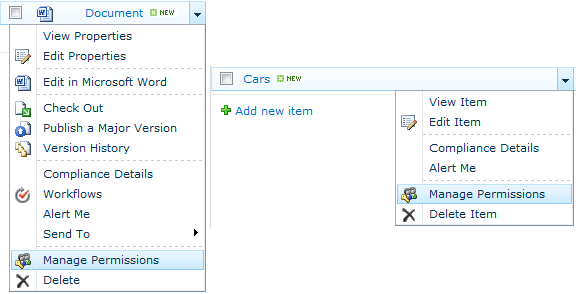 Document NEW
View Properties
Edit Properties
Edit in Microsoft Word
Check Out
Publish a Major Version
Version History
Compliance Details
Workflows
Alert Me
Send To
Manage Permissions
Delete
Cars NEW
Add new item
View Item
Edit Item
Compliance Details
Alert Me
Manage Permissions
Delete Item